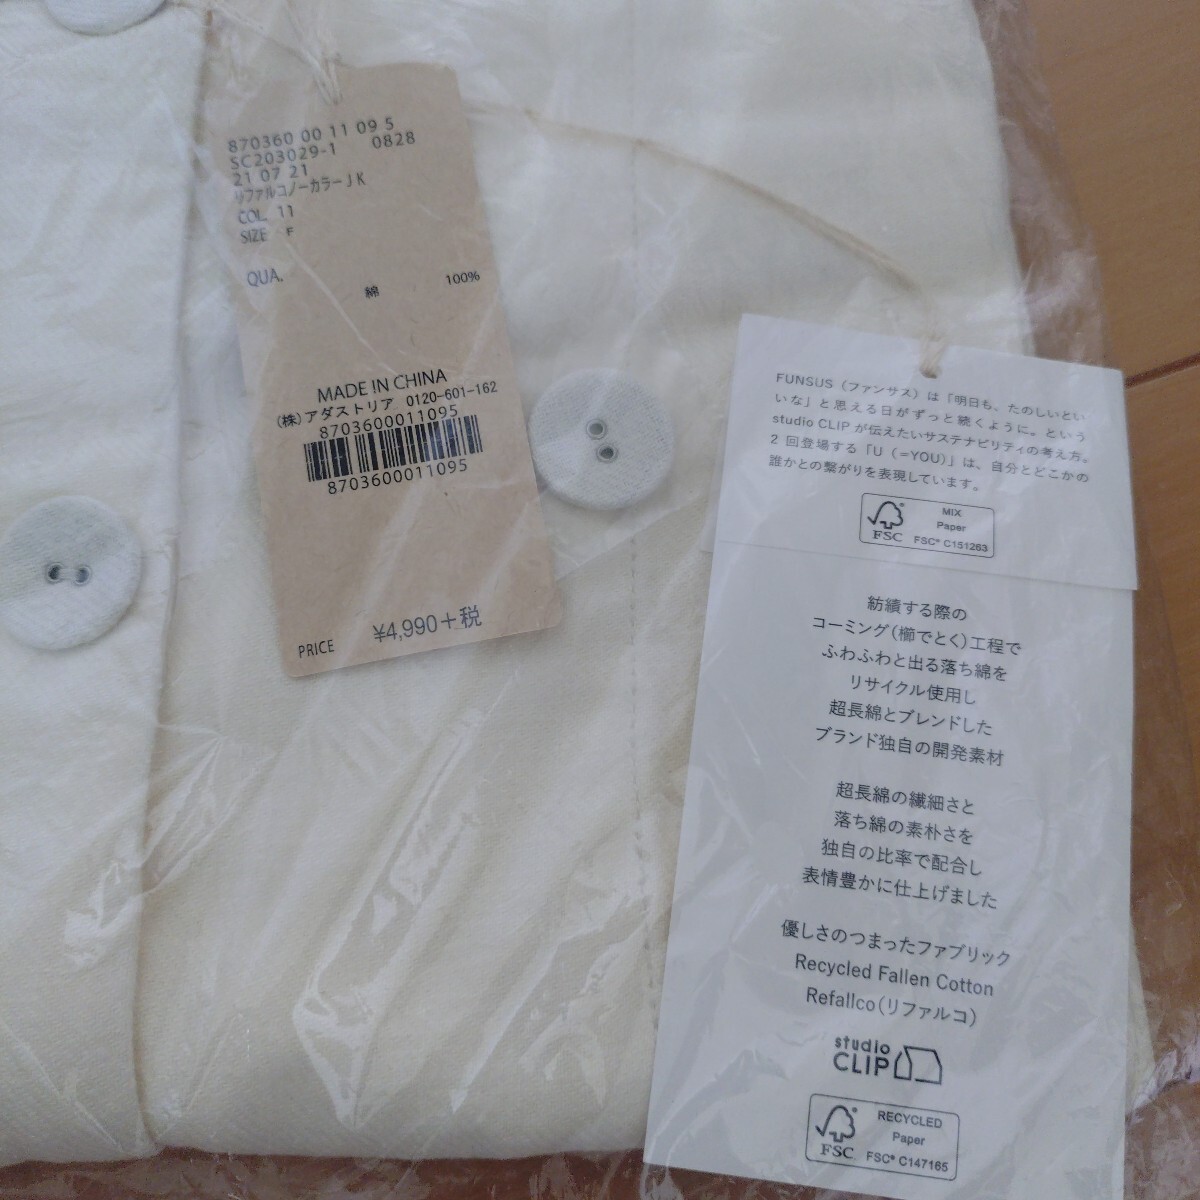 870360 00 11 09 5
SC203029-1 0828
21 07 21
リファルコノーカラーJK
COL. 11
SIZE F
QUA.
綿 100%
MADE IN CHINA
(株)アダストリア 0120-601-162
8703600011095
8703600011095
PRICE ¥4,990+税
FUNSUS（ファンサス）は「明日も、たのしいとい
いな」と思える日がずっと続くように。という
studio CLIPが伝えたいサステナビリティの考え方。
2回登場する「U（=YOU)」は、自分とどこかの
誰かとの繋がりを表現しています。
FSC
MIX
Paper
FSC® C151263
紡績する際の
コーミング(櫛でとく)工程で
ふわふわと出る落ち綿を
リサイクル使用し
超長綿とブレンドした
ブランド独自の開発素材
超長綿の繊細さと
落ち綿の素朴さを
独自の比率で配合し
表情豊かに仕上げました
優しさのつまったファブリック
Recycled Fallen Cotton
Refallco(リファルコ)
studio
CLIP
FSC
RECYCLED
Paper
FSC® C147165